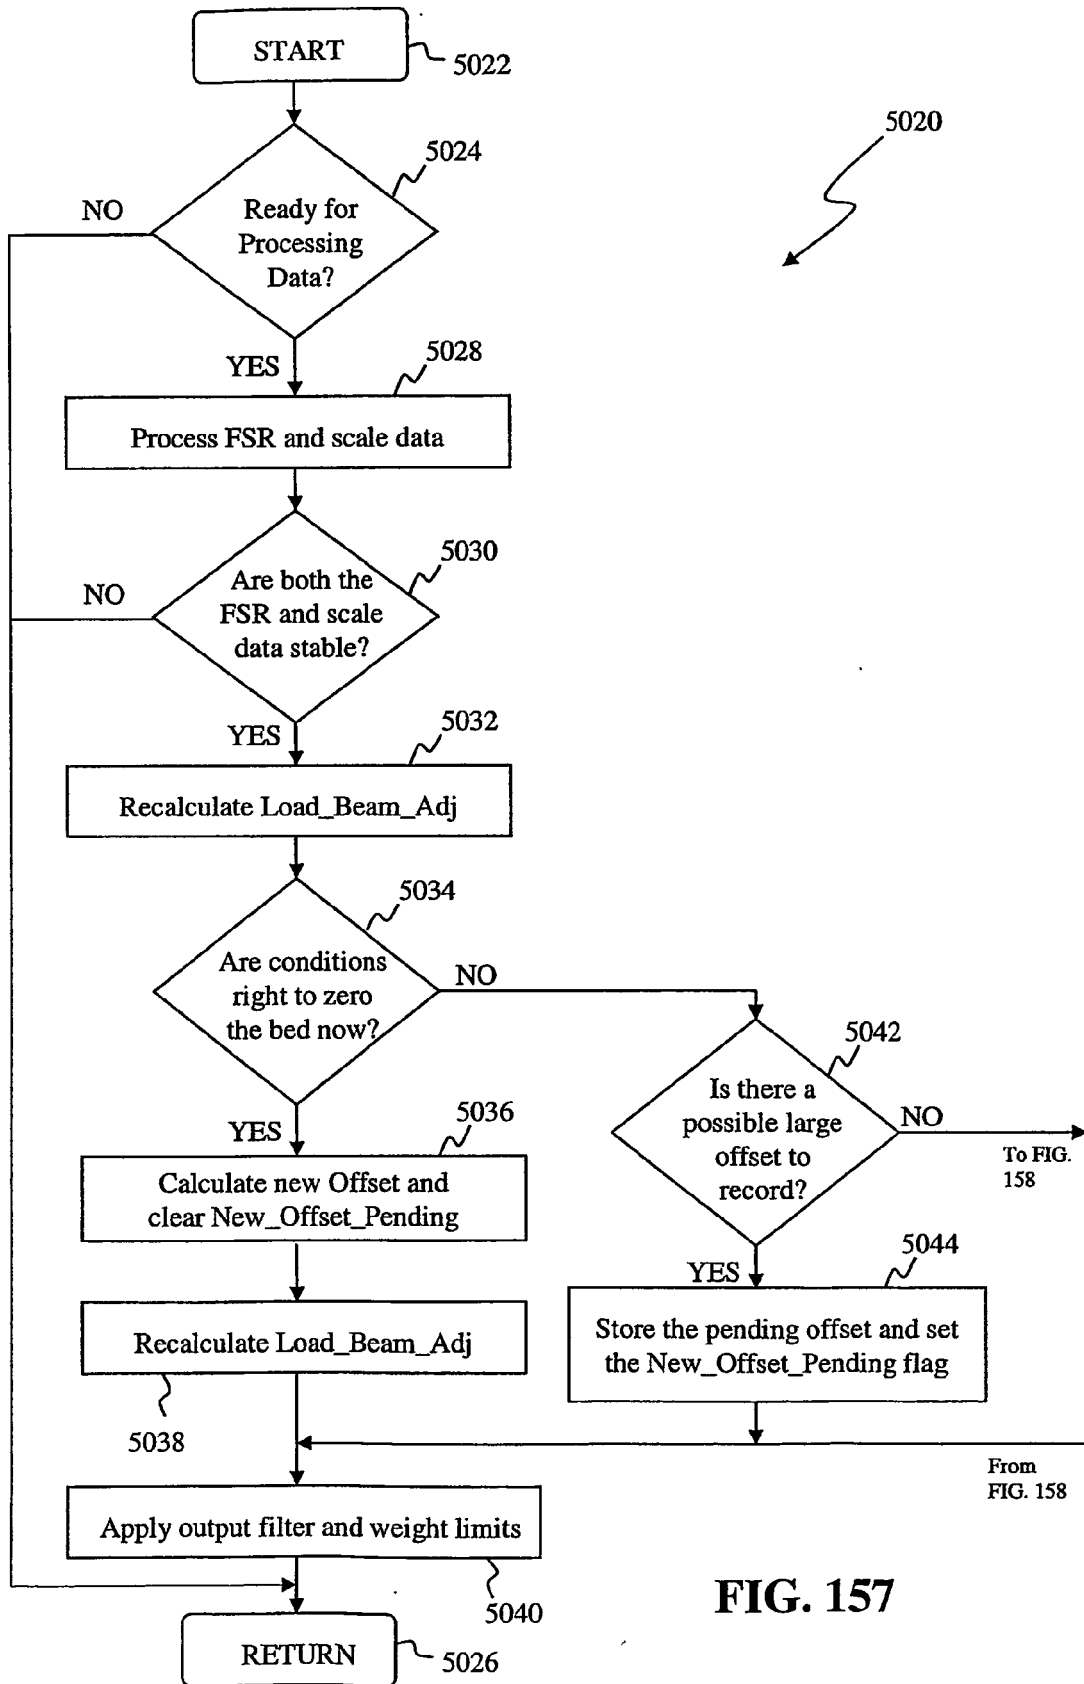 START
5022
5020
5024
NO
Ready for
Processing
Data?
YES
5028
Process FSR and scale data
5030
NO
Are both the
FSR and scale
data stable?
YES
5032
Recalculate Load_Beam_Adj
5034
Are conditions
right to zero
the bed now?
NO
5042
Is there a
possible large
offset to
record?
NO
To FIG.
158
YES
5036
Calculate new Offset and
clear New_Offset_Pending
YES
5044
Store the pending offset and set
the New_Offset_Pending flag
Recalculate Load_Beam_Adj
5038
From
FIG. 158
Apply output filter and weight limits
5040
FIG. 157
RETURN
5026